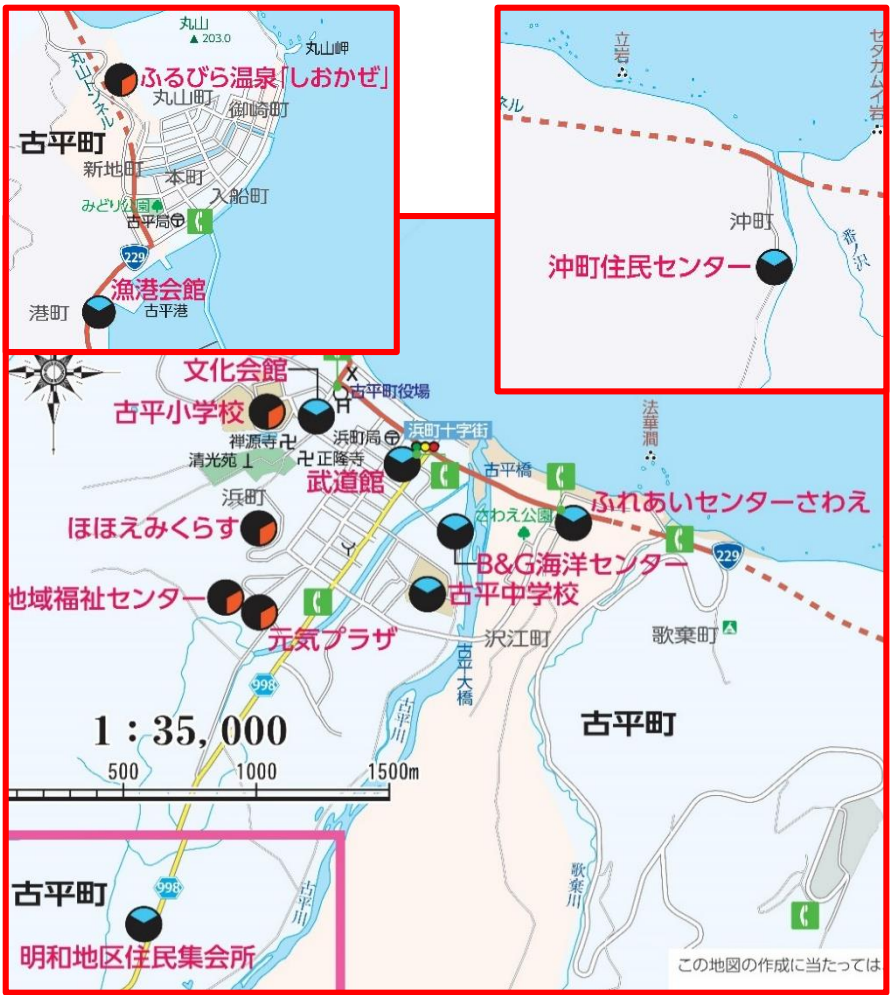 丸山
203.0
丸山岬
ふるびら温泉「しおかぜ」
丸山トンネル
丸山町
御崎町
古平町
新地町
本町
入船町
みどり公園
古平局
229
漁港会館
港町
古平港
立岩
セタカムイ岩
ネル
沖町
番ノ沢
沖町住民センター
文化会館
古平町役場
古平小学校
浜町十字街
浜町局
禅源寺
正隆寺
清光苑
武道館
古平橋
法華澗
浜町
さわえ公園
ふれあいセンターさわえ
ほほえみくらす
B&G海洋センター
229
地域福祉センター
古平中学校
元気プラザ
沢江町
歌棄町
古平大橋
998
古平川
古平町
1：35,000
500
1000
1500m
古平町
998
古平川
歌棄川
明和地区住民集会所
この地図の作成に当たっては